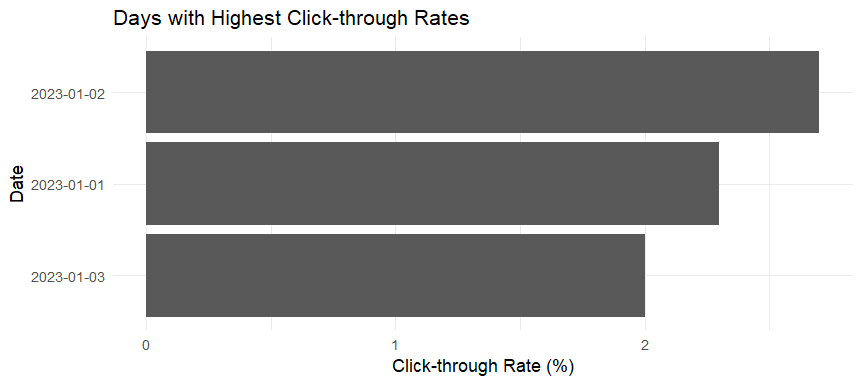 Days with Highest Click-through Rates
Date
2023-01-02
2023-01-01
2023-01-03
0 1 2
Click-through Rate (%)